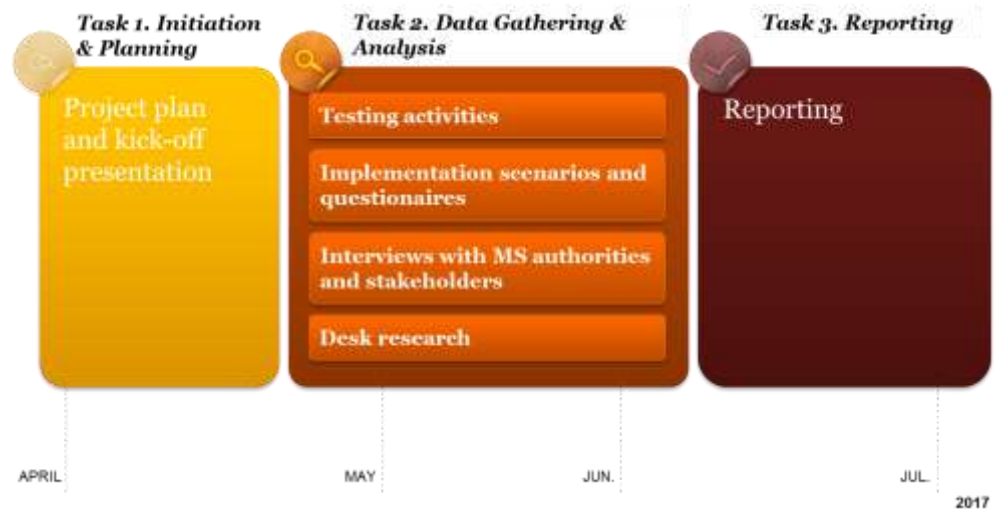 Task 1. Initiation
& Planning
Project plan
and kick-off
presentation
Task 2. Data Gathering &
Analysis
Testing activities
Implementation scenarios and
questionaires
Interviews with MS authorities
and stakeholders
Desk research
Task 3. Reporting
Reporting
APRIL
MAY
JUN.
JUL.
2017